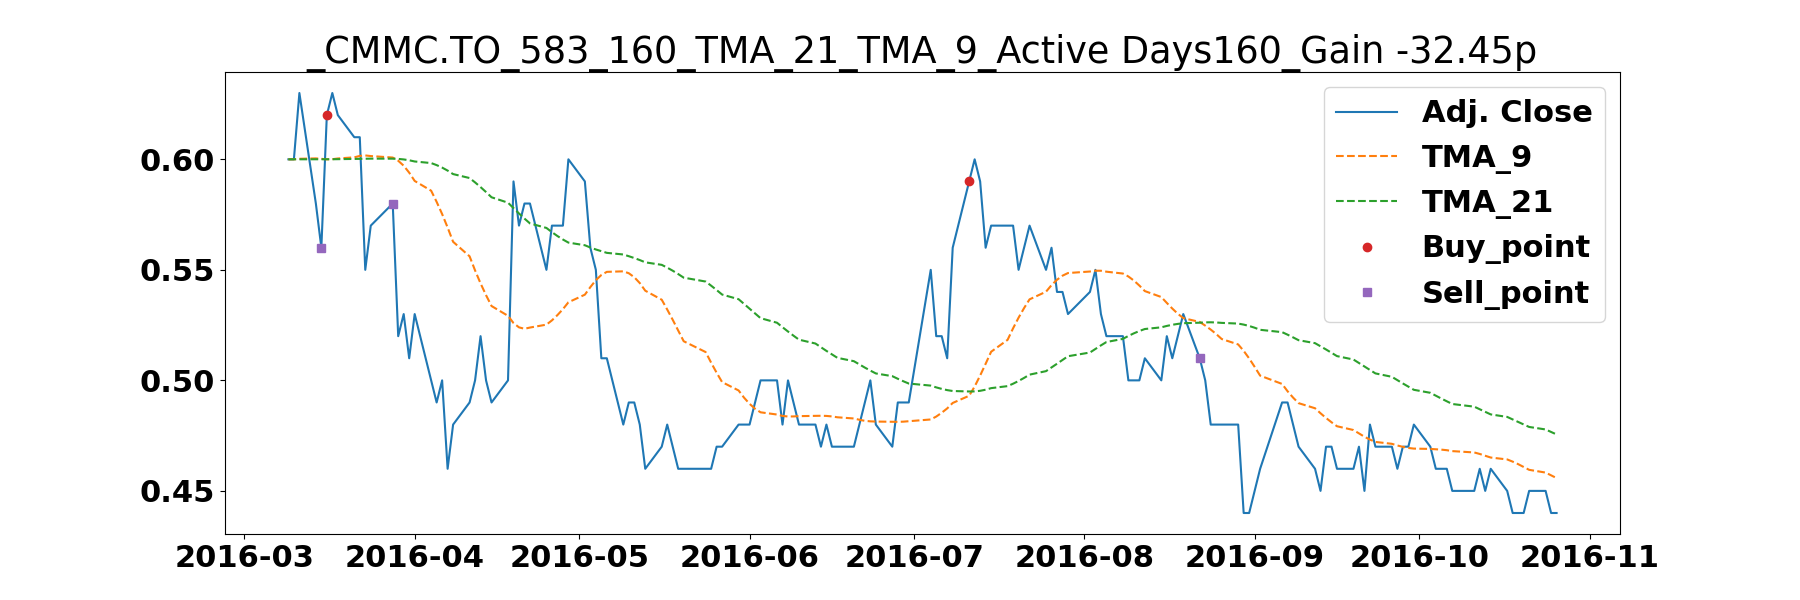 _CMMC.TO_583_160_TMA_21_TMA_9_Active Days160_Gain -32.45p
Adj. Close
TMA_9
TMA_21
Buy_point
Sell_point
0.60
0.55
0.50
0.45
2016-03 2016-04 2016-05 2016-06 2016-07 2016-08 2016-09 2016-10 2016-11